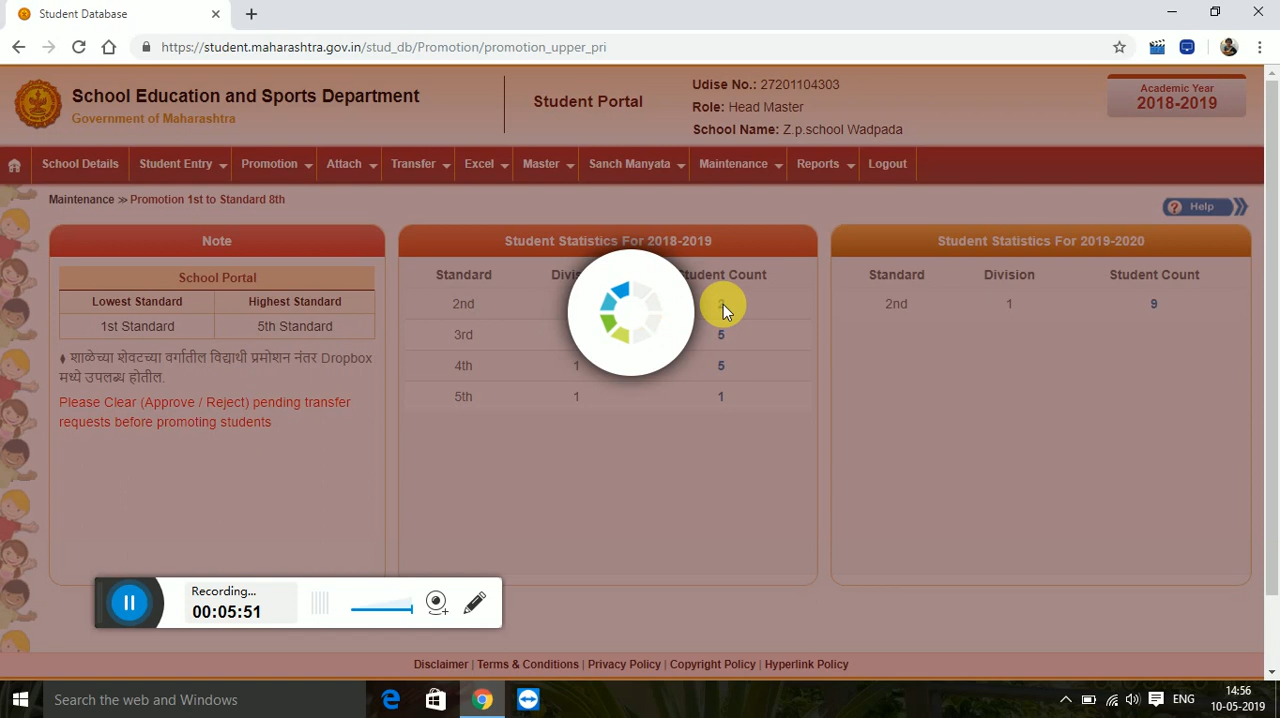 Student Database
https://student.maharashtra.gov.in/stud_db/Promotion/promotion_upper_pri
School Education and Sports Department
Government of Maharashtra
Student Portal
Udise No.: 27201104303
Role: Head Master
School Name: Z.p.school Wadpada
Academic Year
2018-2019
School Details Student Entry Promotion Attach Transfer Excel Master Sanch Manyata Maintenance Reports Logout
Maintenance >> Promotion 1st to Standard 8th
? Help
Note
School Portal
Lowest Standard Highest Standard
1st Standard 5th Standard
♦ शाळेच्या शेवटच्या वर्गातील विद्यार्थी प्रमोशन नंतर Dropbox
मध्ये उपलब्ध होतील.
Please Clear (Approve / Reject) pending transfer
requests before promoting students
Student Statistics For 2018-2019
Standard
2nd
3rd 5
4th 1 5
5th 1 1
Student Statistics For 2019-2020
Standard Division Student Count
2nd 1 9
Recording...
00:05:51
Disclaimer | Terms & Conditions | Privacy Policy | Copyright Policy | Hyperlink Policy
Search the web and Windows
ENG
14:56
10-05-2019